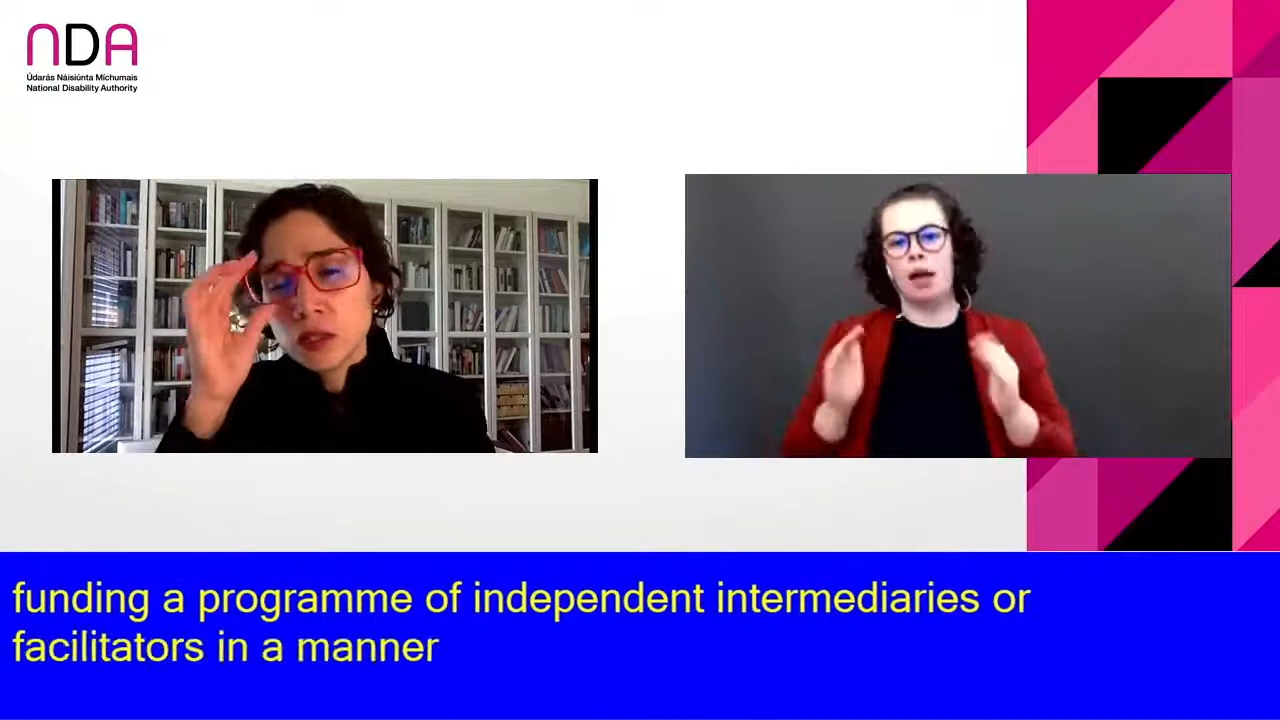 NDA
Údarás Náisiúnta Míchumais
National Disability Authority
funding a programme of independent intermediaries or
facilitators in a manner